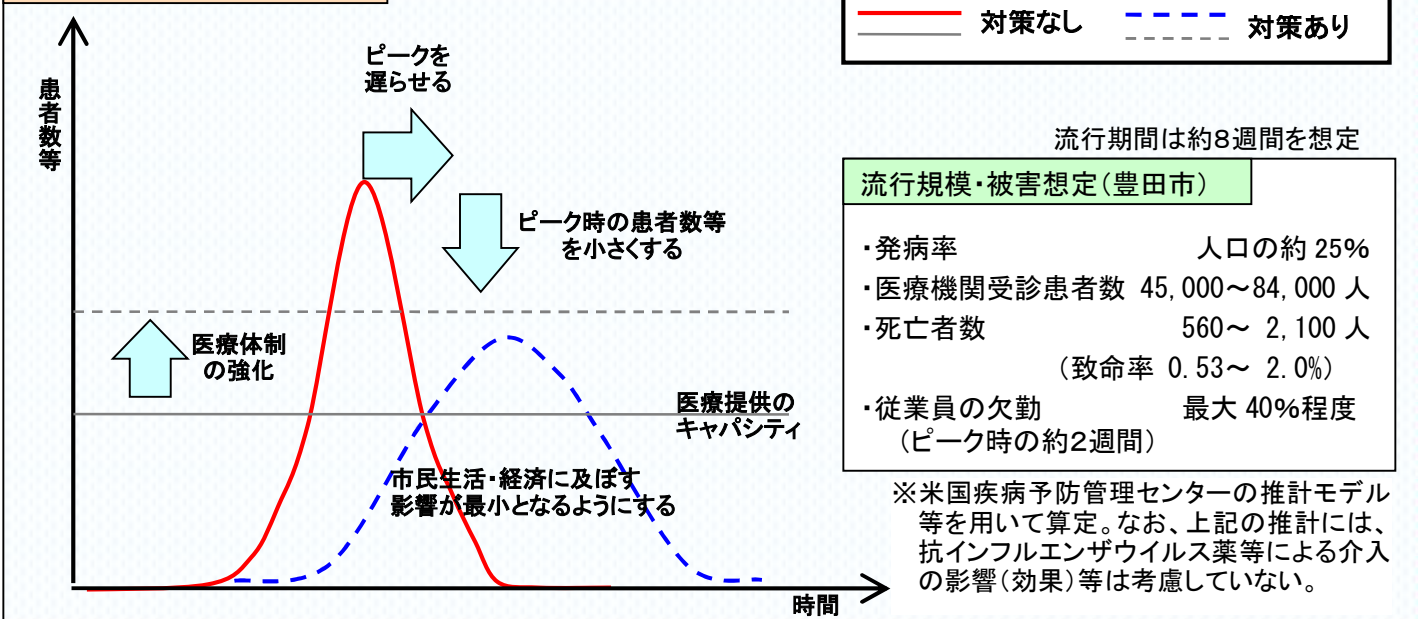 対策なし 対策あり
患者数等
ピークを
遅らせる
ピーク時の患者数等
を小さくする
医療体制
の強化
医療提供の
キャパシティ
市民生活・経済に及ぼす
影響が最小となるようにする
時間
流行期間は約8週間を想定
流行規模・被害想定(豊田市)
・発病率 人口の約 25%
・医療機関受診患者数 45,000～84,000 人
・死亡者数 560～ 2,100 人
(致命率 0.53～ 2.0%)
・従業員の欠勤 最大 40%程度
(ピーク時の約2週間)
※米国疾病予防管理センターの推計モデル
等を用いて算定。なお、上記の推計には、
抗インフルエンザウイルス薬等による介入
の影響(効果)等は考慮していない。